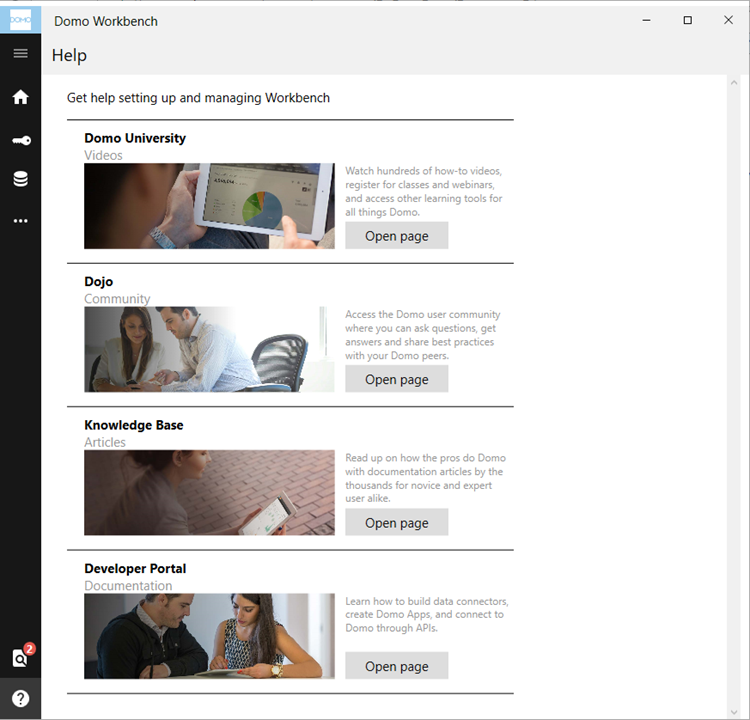 DOMO
Domo Workbench
Help
Get help setting up and managing Workbench
Domo University
Videos
Watch hundreds of how-to videos,
register for classes and webinars,
and access other learning tools for
all things Domo.
Open page
Dojo
Community
Access the Domo user community
where you can ask questions, get
answers and share best practices
with your Domo peers.
Open page
Knowledge Base
Articles
Read up on how the pros do Domo
with documentation articles by the
thousands for novice and expert
user alike.
Open page
Developer Portal
Documentation
Learn how to build data connectors,
create Domo Apps, and connect to
Domo through APIs.
Open page
2